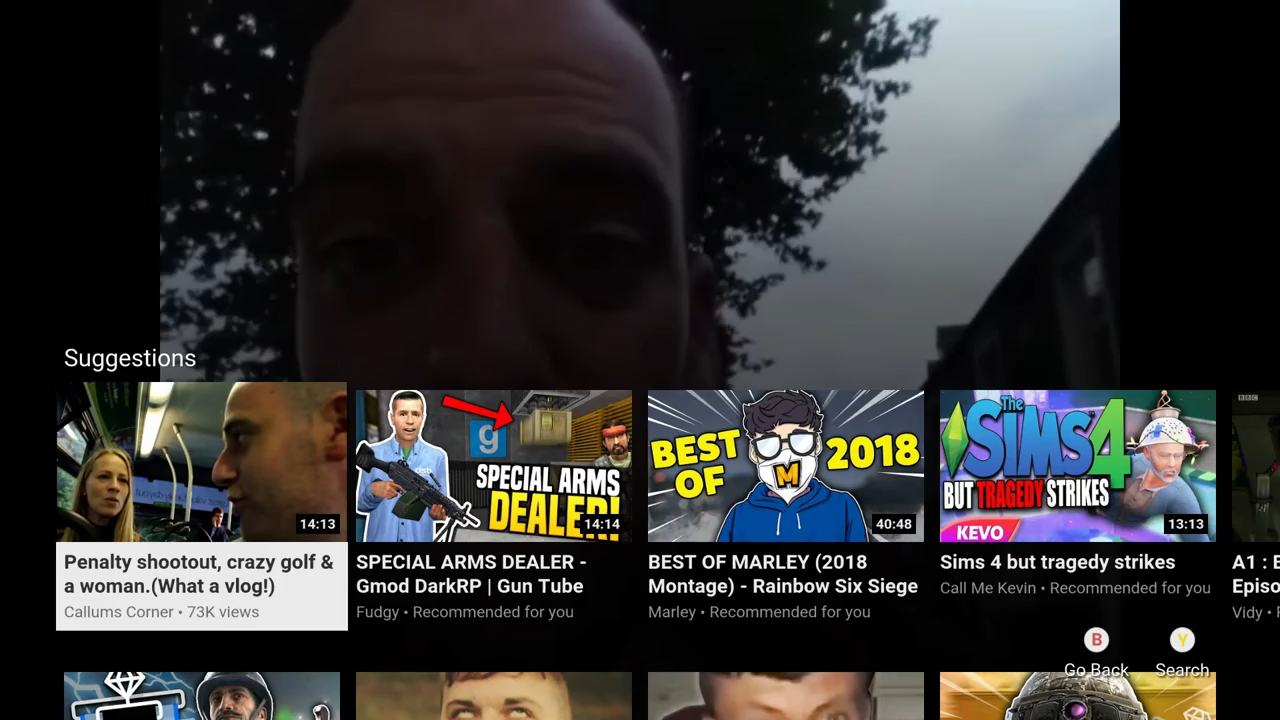 Suggestions
14:13
g
dsb
SPECIAL ARMS
DEALER!
14:14
BEST
OF
2018
M
40:48
The
SIMS4
BUT TRAGEDY STRIKES
KEVO
13:13
BBC
Penalty shootout, crazy golf &
a woman.(What a vlog!)
Callums Corner • 73K views
SPECIAL ARMS DEALER -
Gmod DarkRP | Gun Tube
Fudgy • Recommended for you
BEST OF MARLEY (2018
Montage) - Rainbow Six Siege
Marley • Recommended for you
Sims 4 but tragedy strikes
Call Me Kevin • Recommended for you
A1 : E
Episo
Vidy •
B
Go Back
Y
Search